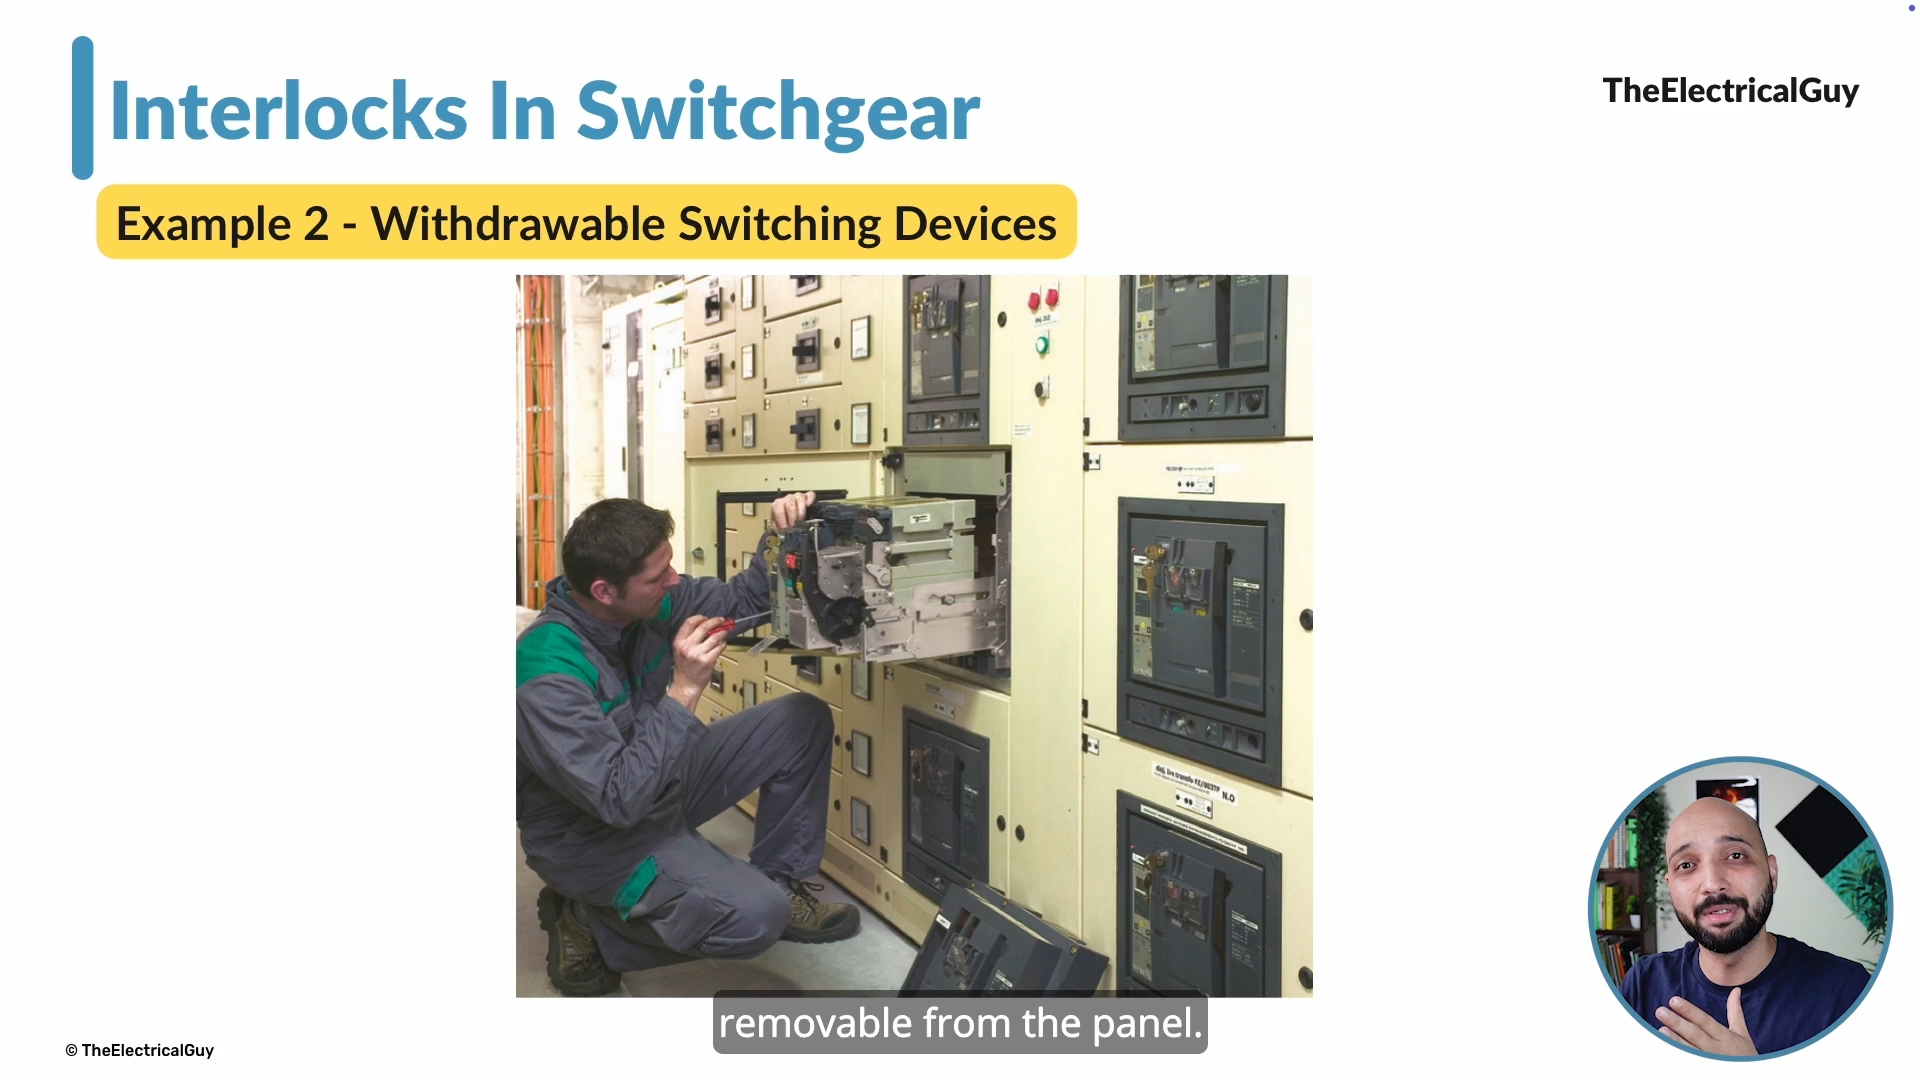 Interlocks In Switchgear
TheElectricalGuy
Example 2 - Withdrawable Switching Devices
N.O
removable from the panel.
© TheElectricalGuy